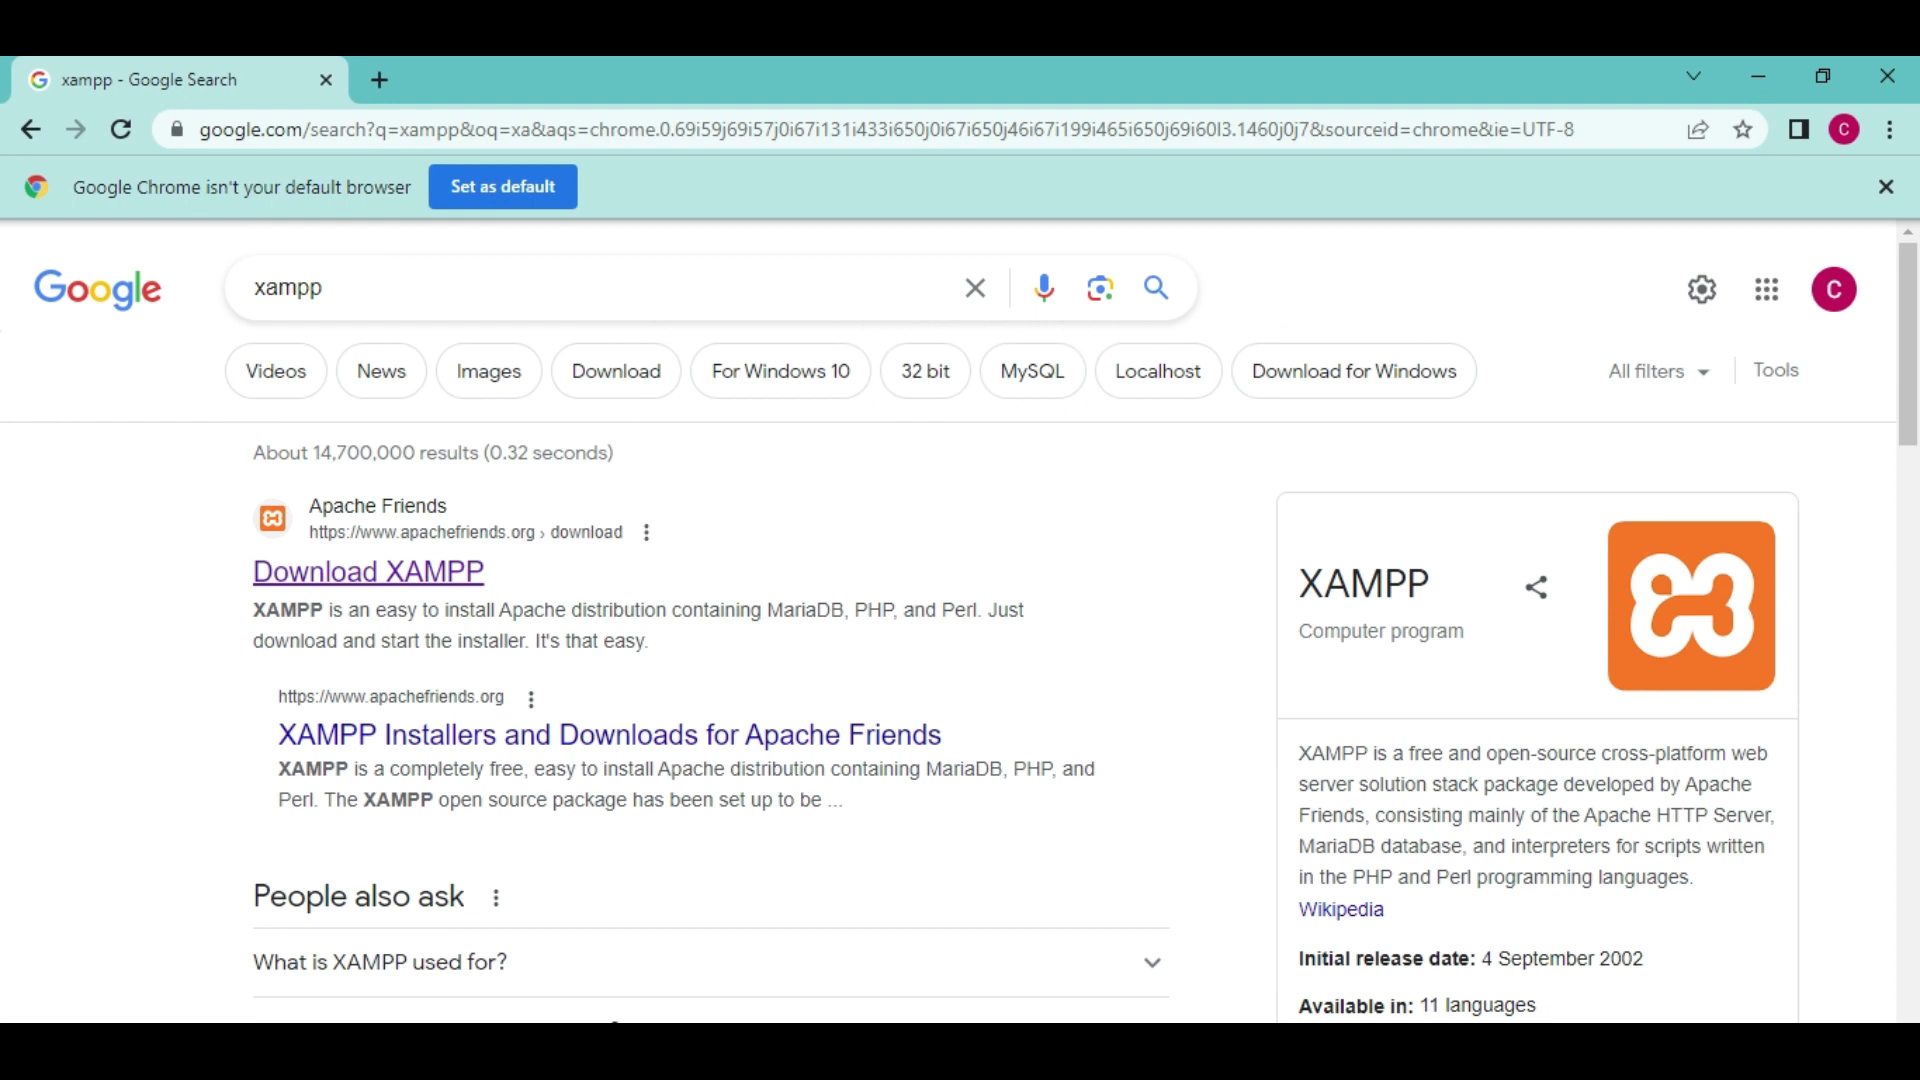 xampp - Google Search
google.com/search?q=xampp&oq=xa&aqs=chrome.0.69i59j69i57j0i67i131i433i650j0i67i650j46i67i199i465i650j69i60l3.1460j0j7&sourceid=chrome&ie=UTF-8
C
Google Chrome isn't your default browser
Set as default
Google
xampp
C
Videos
News
Images
Download
For Windows 10
32 bit
MySQL
Localhost
Download for Windows
All filters
Tools
About 14,700,000 results (0.32 seconds)
Apache Friends
https://www.apachefriends.org › download
Download XAMPP
XAMPP is an easy to install Apache distribution containing MariaDB, PHP, and Perl. Just
download and start the installer. It's that easy.
https://www.apachefriends.org
XAMPP Installers and Downloads for Apache Friends
XAMPP is a completely free, easy to install Apache distribution containing MariaDB, PHP, and
Perl. The XAMPP open source package has been set up to be ...
People also ask
What is XAMPP used for?
XAMPP
Computer program
XAMPP is a free and open-source cross-platform web
server solution stack package developed by Apache
Friends, consisting mainly of the Apache HTTP Server,
MariaDB database, and interpreters for scripts written
in the PHP and Perl programming languages.
Wikipedia
Initial release date: 4 September 2002
Available in: 11 languages